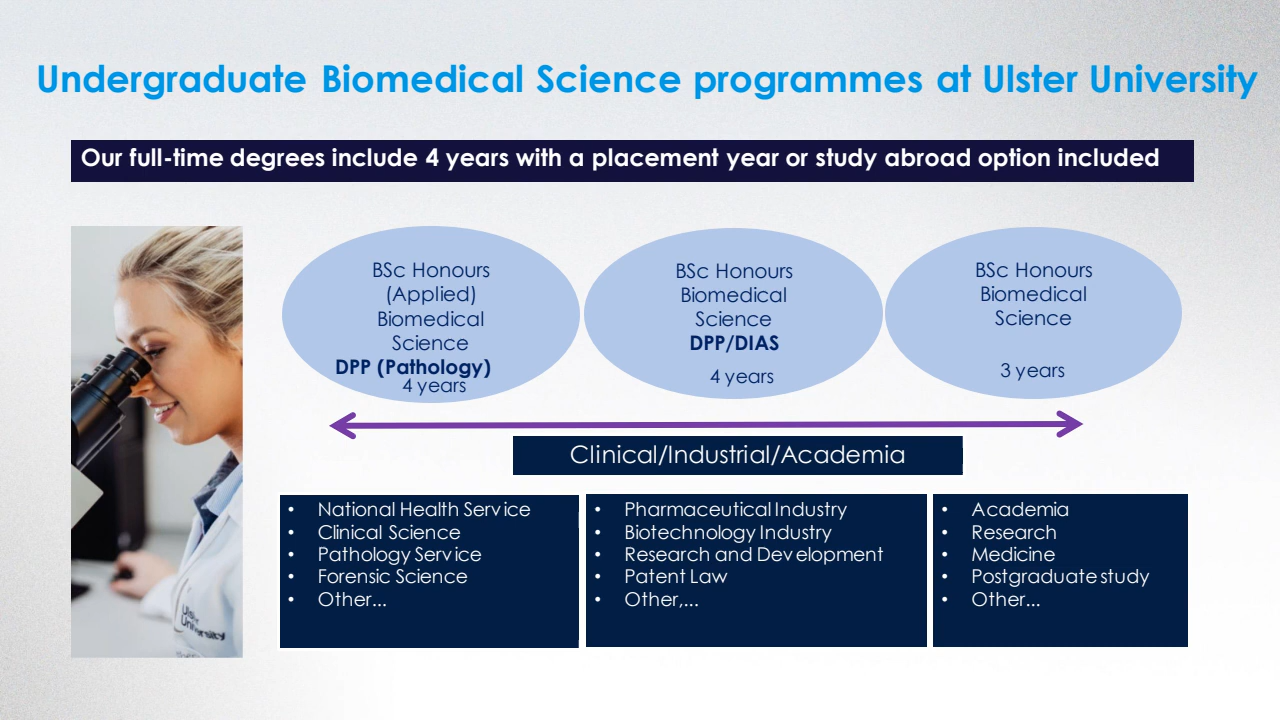 Undergraduate Biomedical Science programmes at Ulster University
Our full-time degrees include 4 years with a placement year or study abroad option included
BSc Honours
(Applied)
Biomedical
Science
DPP (Pathology)
4 years
BSc Honours
Biomedical
Science
DPP/DIAS
4 years
BSc Honours
Biomedical
Science
3 years
Clinical/Industrial/Academia
• National Health Service
• Clinical Science
• Pathology Service
• Forensic Science
• Other...
• Pharmaceutical Industry
• Biotechnology Industry
• Research and Development
• Patent Law
• Other,...
• Academia
• Research
• Medicine
• Postgraduate study
• Other...
Ulster
University